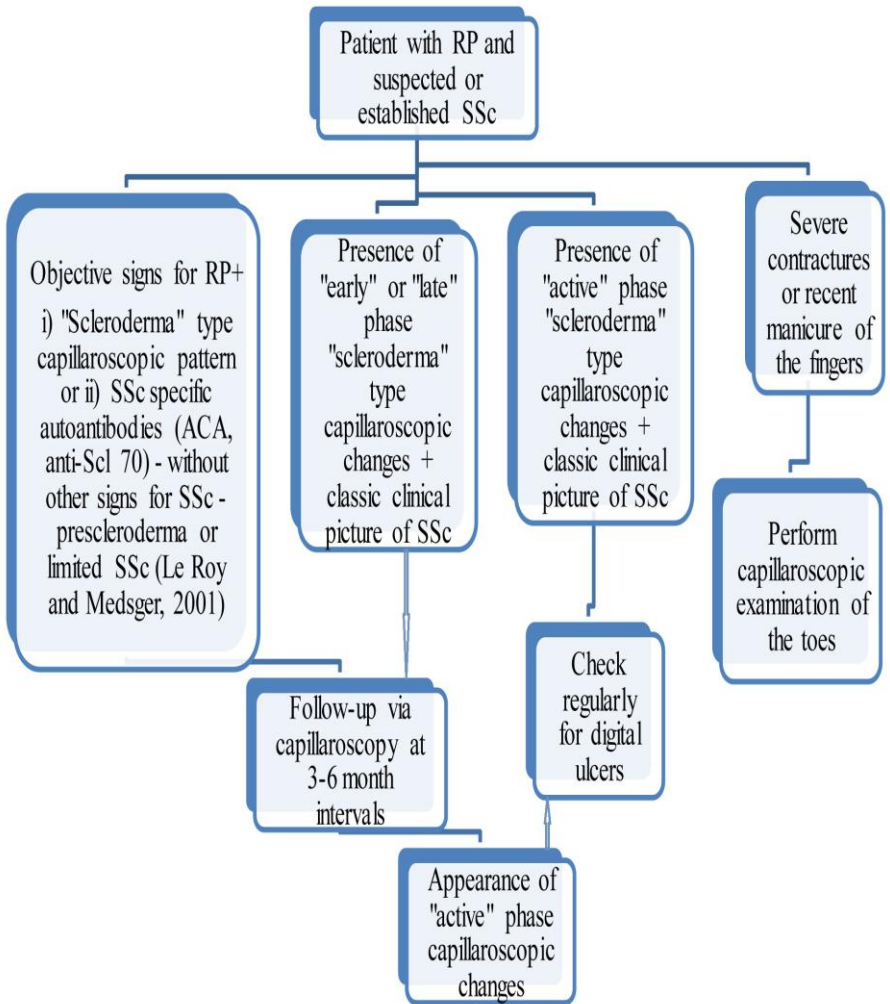 Patient with RP and
suspected or
established SSc
Objective signs for RP+
i) "Scleroderma" type
capillaroscopic pattern
or ii) SSc specific
autoantibodies (ACA,
anti-Scl 70) - without
other signs for SSc -
prescleroderma or
limited SSc (Le Roy
and Medsger, 2001)
Presence of
"early" or "late"
phase
"scleroderma"
type
capillaroscopic
changes +
classic clinical
picture of SSc
Presence of
"active" phase
"scleroderma"
type
capillaroscopic
changes +
classic clinical
picture of SSc
Severe
contractures
or recent
manicure of
the fingers
Perform
capillaroscopic
examination of
the toes
Follow-up via
capillaroscopy at
3-6 month
intervals
Check
regularly
for digital
ulcers
Appearance of
"active" phase
capillaroscopic
changes